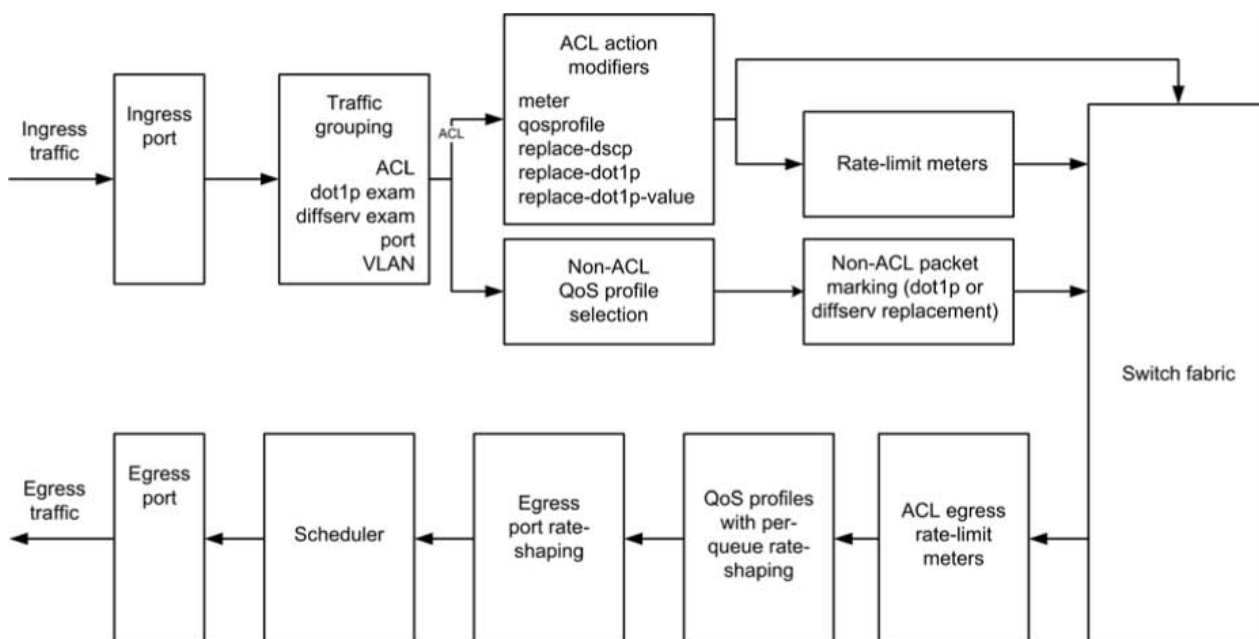 Ingress
traffic
Ingress
port
Traffic
grouping
ACL
dot1p exam
diffserv exam
port
VLAN
ACL
ACL action
modifiers
meter
qosprofile
replace-dscp
replace-dot1p
replace-dot1p-value
Rate-limit meters
Non-ACL
QoS profile
selection
Non-ACL packet
marking (dot1p or
diffserv replacement)
Switch fabric
Egress
traffic
Egress
port
Scheduler
Egress
port rate-
shaping
QoS profiles
with per-
queue rate-
shaping
ACL egress
rate-limit
meters